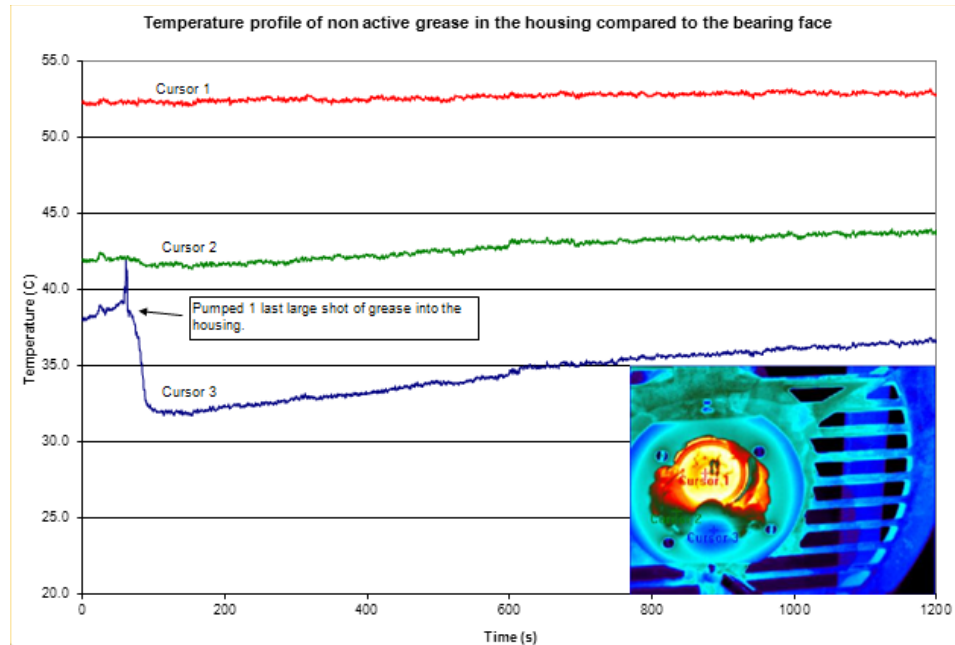 Temperature profile of non active grease in the housing compared to the bearing face
55.0
50.0
45.0
40.0
35.0
30.0
25.0
20.0
Temperature (C)
Cursor 1
Cursor 2
Pumped 1 last large shot of grease into the
housing.
Cursor 3
Cursor 1
Cursor 3
0
200
400
600
800
1000
1200
Time (s)